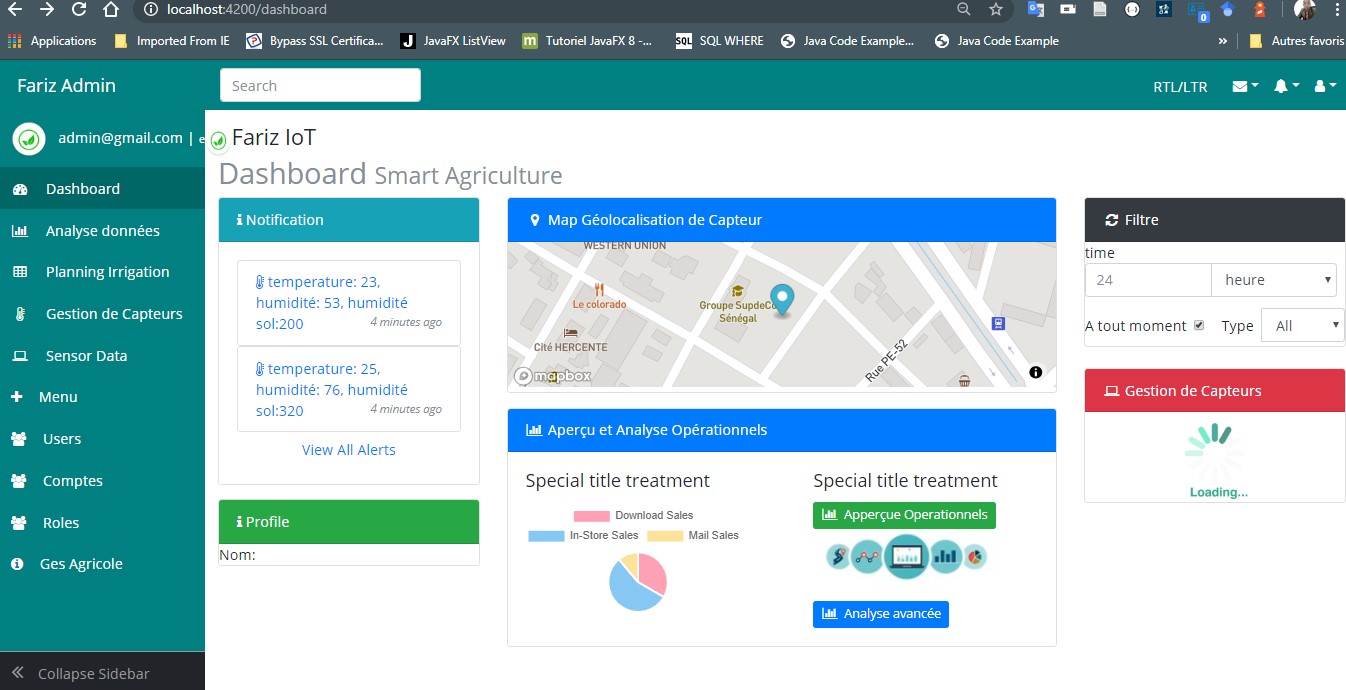 localhost:4200/dashboard
Applications
Imported From IE
Bypass SSL Certifica...
JavaFX ListView
Tutoriel JavaFX 8 -...
SQL
SQL WHERE
Java Code Example...
Java Code Example
»
Autres favoris
Fariz Admin
Search
RTL/LTR
admin@gmail.com | e
Fariz IoT
Dashboard Smart Agriculture
Dashboard
Analyse données
Planning Irrigation
Gestion de Capteurs
Sensor Data
Menu
Users
Comptes
Roles
Ges Agricole
Collapse Sidebar
Notification
temperature: 23,
humidité: 53, humidité
sol:200
4 minutes ago
temperature: 25,
humidité: 76, humidité
sol:320
4 minutes ago
View All Alerts
Profile
Nom:
Map Géolocalisation de Capteur
WESTERN UNION
Le colorado
Groupe SupdeCo
Sénégal
Cité HERCENTE
Rue PE-52
mapbox
Aperçu et Analyse Opérationnels
Special title treatment
Download Sales
In-Store Sales
Mail Sales
Special title treatment
Apperçue Operationnels
Analyse avancée
Filtre
time
24
heure
A tout moment
Type
All
Gestion de Capteurs
Loading...